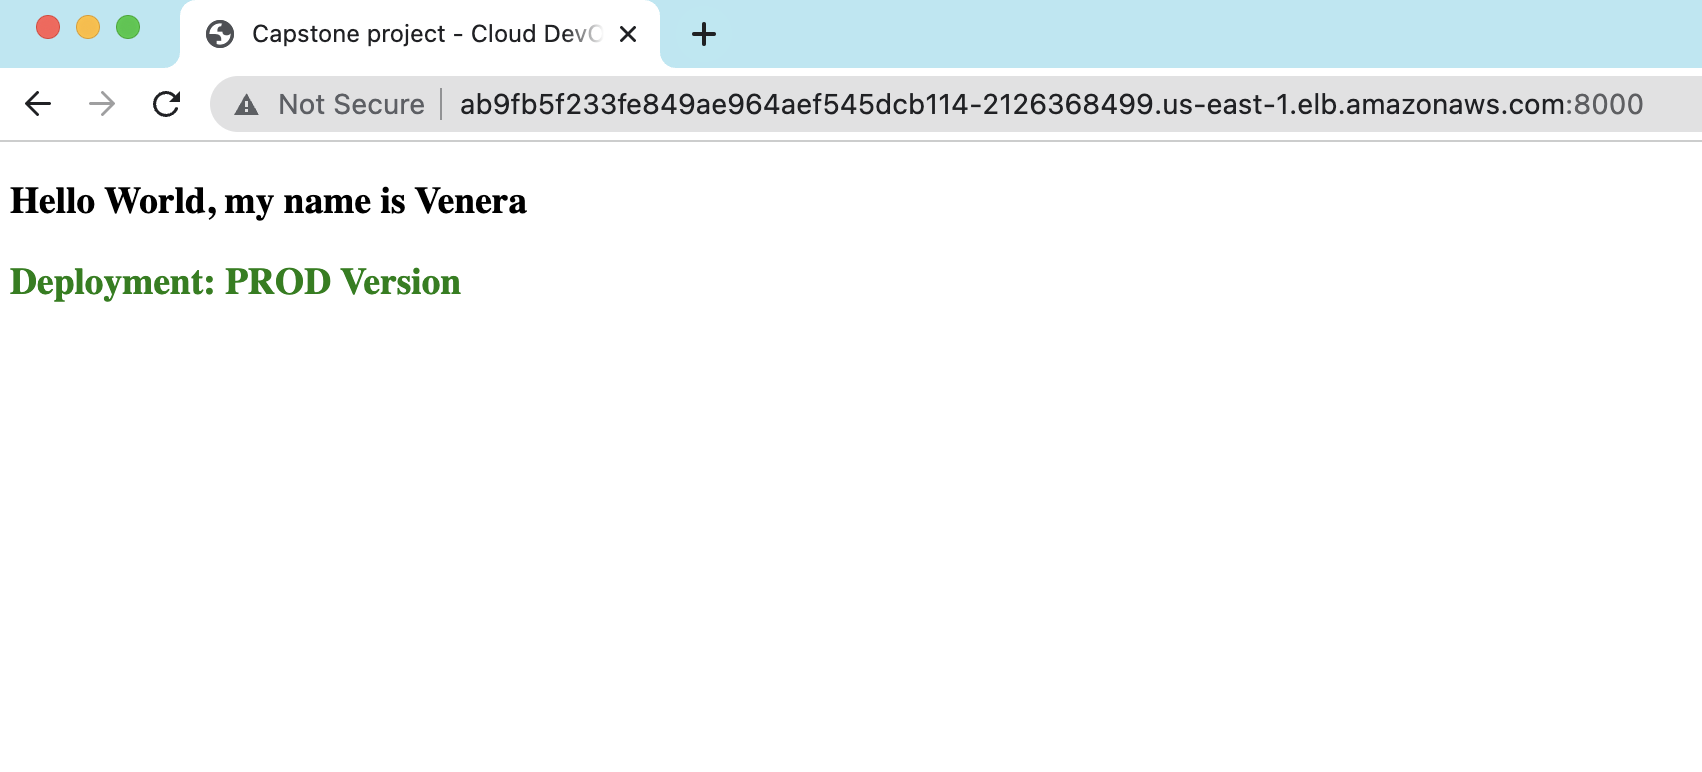 Capstone project - Cloud Dev
Not Secure
ab9fb5f233fe849ae964aef545dcb114-2126368499.us-east-1.elb.amazonaws.com:8000
Hello World, my name is Venera
Deployment: PROD Version